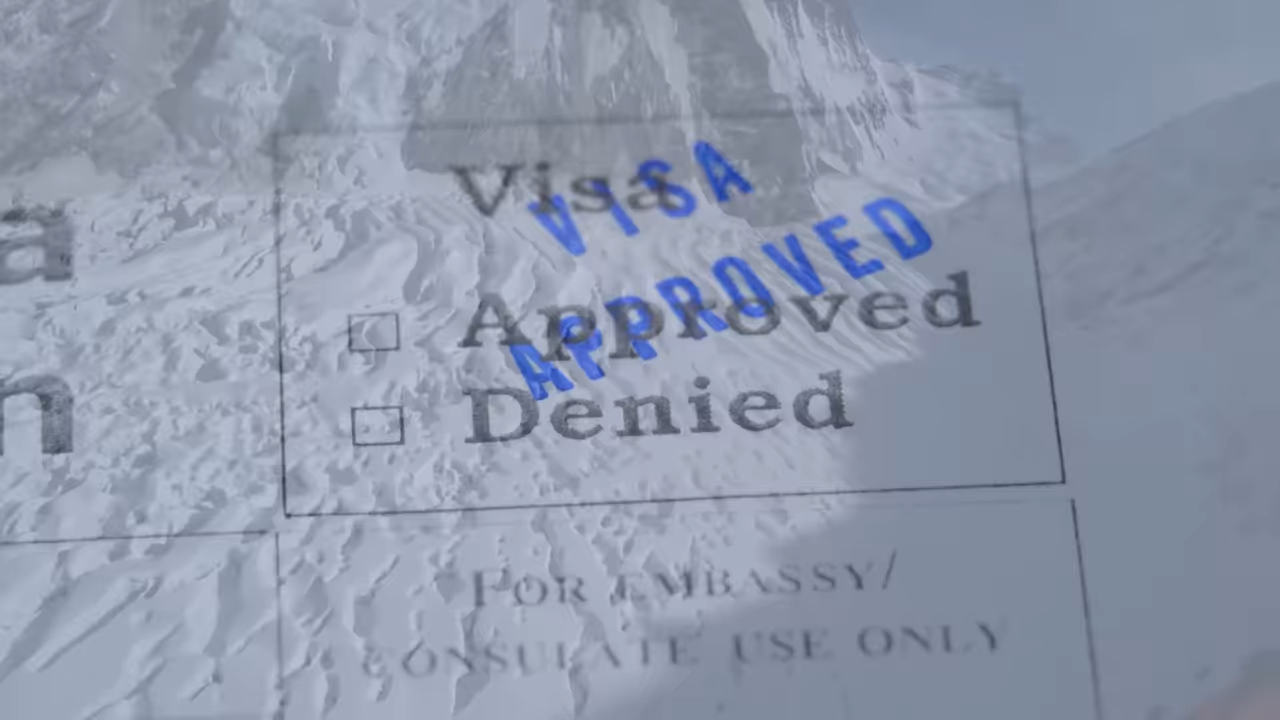 Visa
VISA
APPROVED
Approved
Denied
FOR EMBASSY/
CONSULATE USE ONLY
a
n